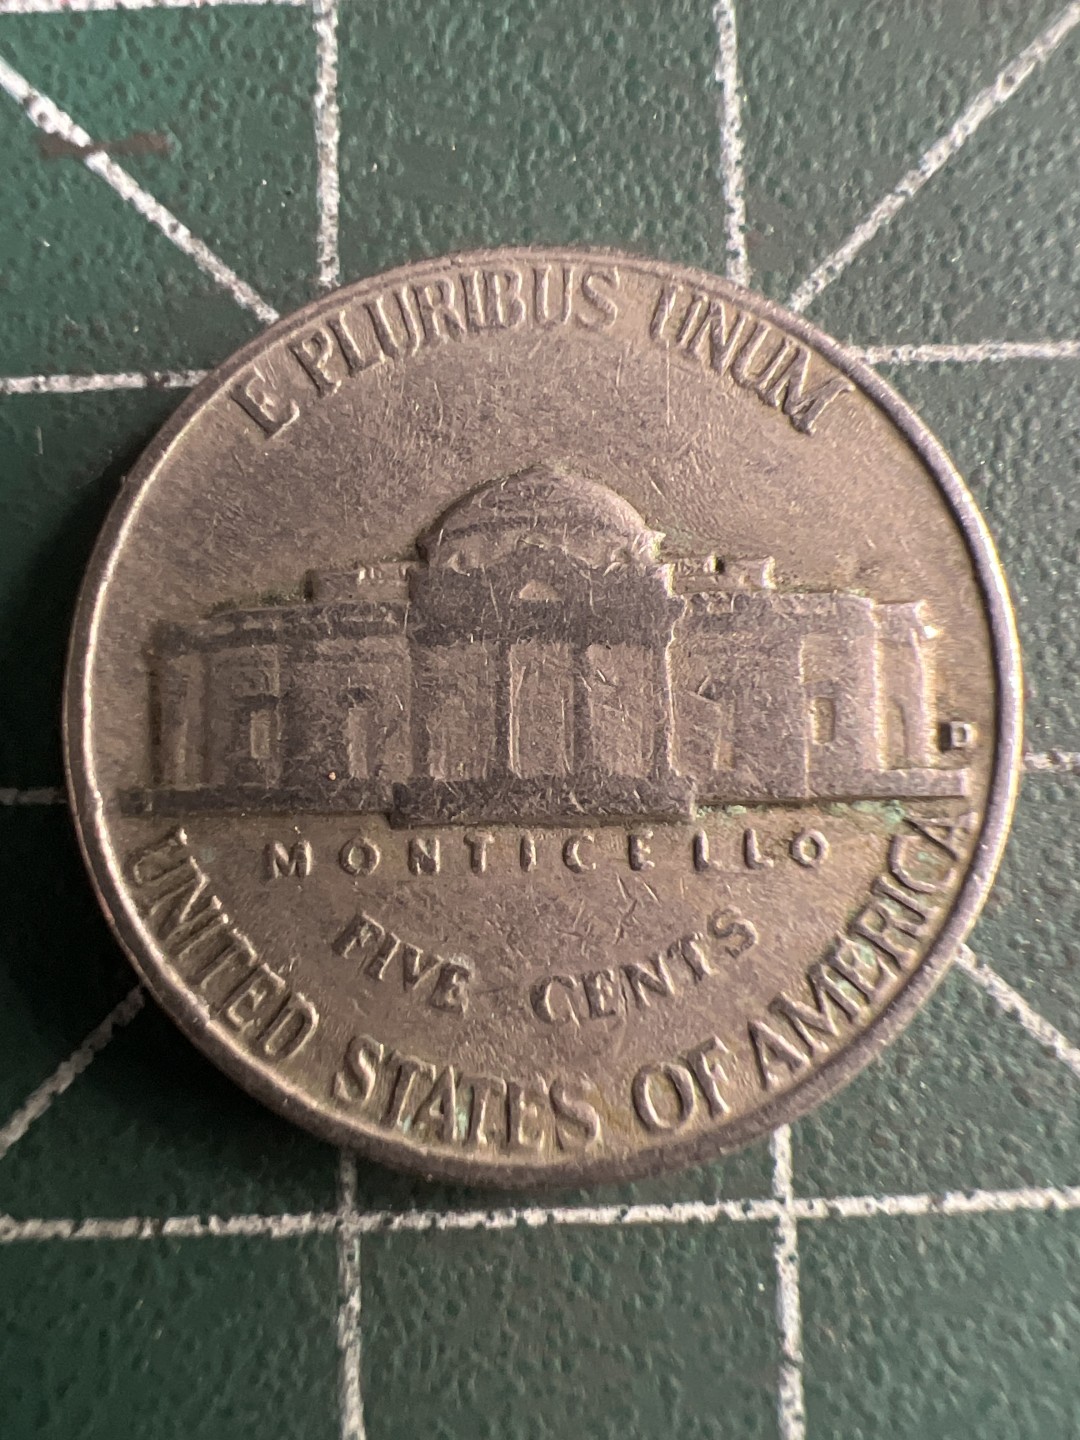 E PLURIBUS UNUM
D
MONTICELLO
FIVE CENTS
UNITED STATES OF AMERICA